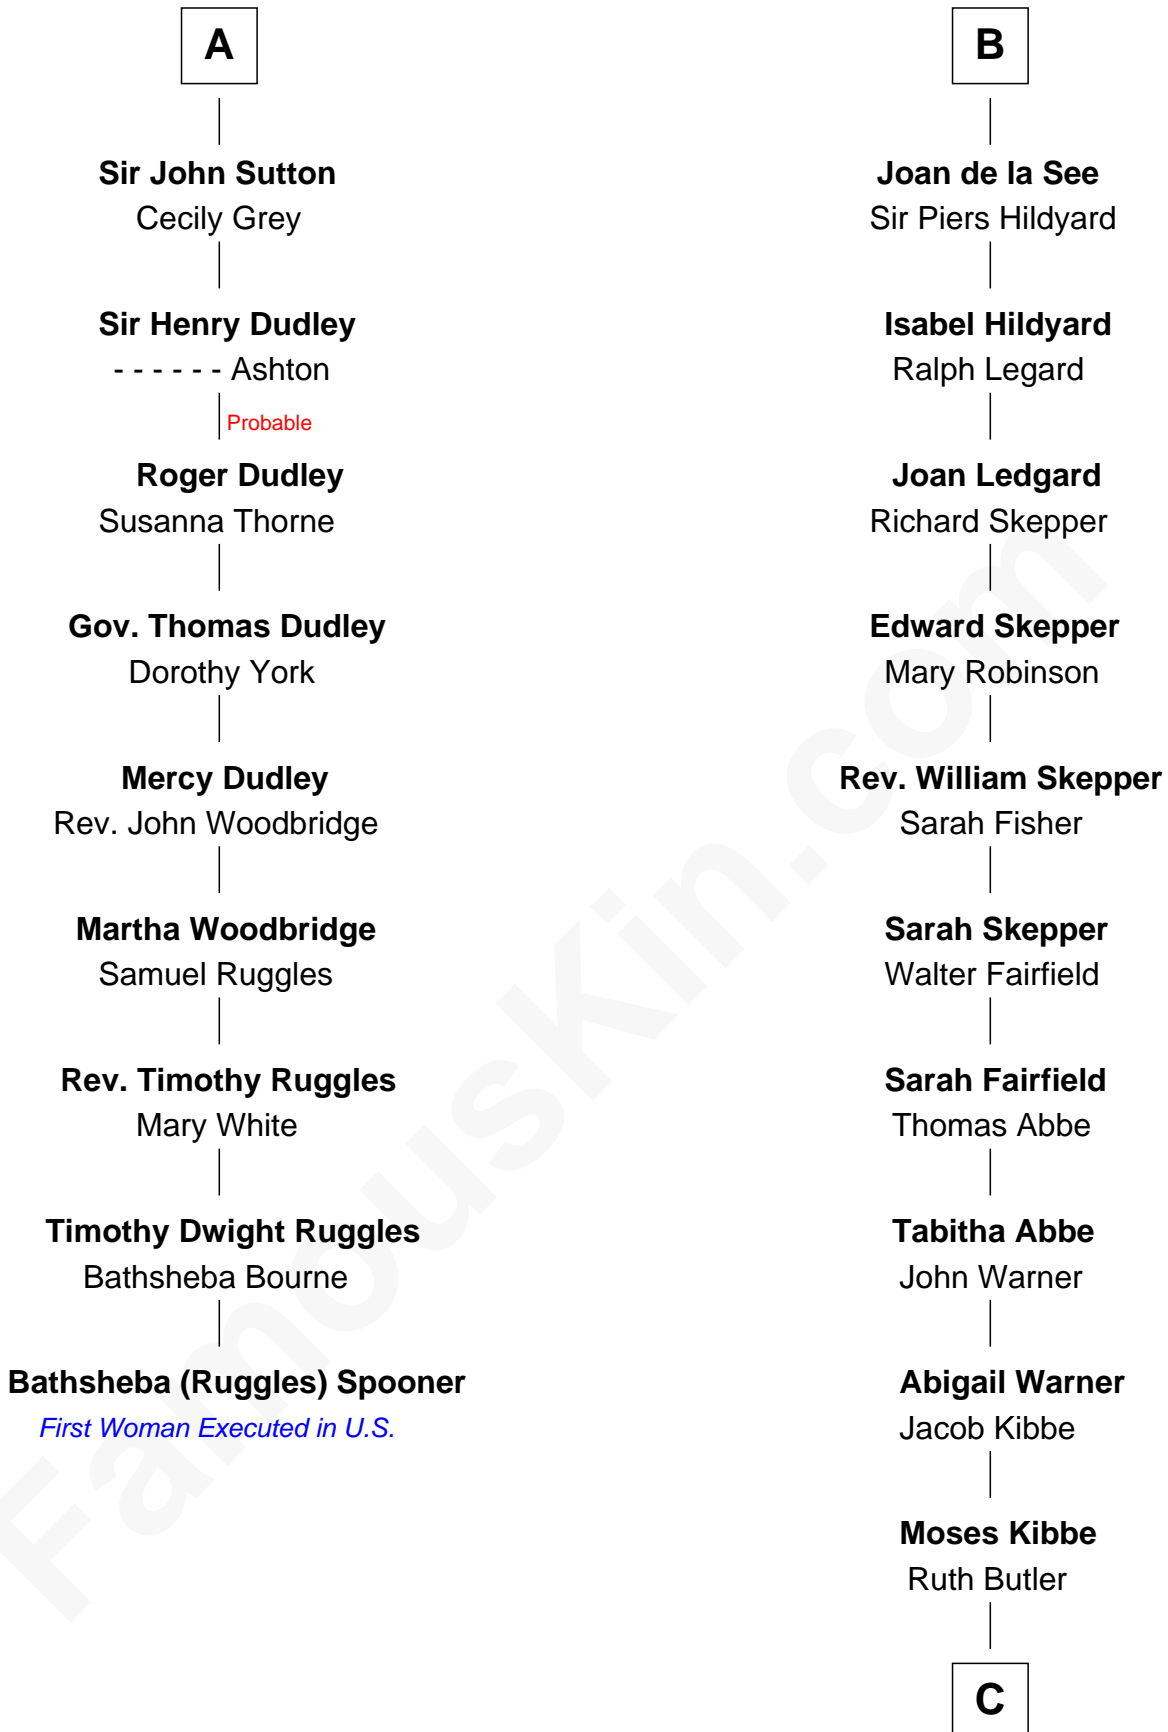 A
Sir John Sutton
Cecily Grey
Sir Henry Dudley
- - - - - - Ashton
Probable
Roger Dudley
Susanna Thorne
Gov. Thomas Dudley
Dorothy York
Mercy Dudley
Rev. John Woodbridge
Martha Woodbridge
Samuel Ruggles
Rev. Timothy Ruggles
Mary White
Timothy Dwight Ruggles
Bathsheba Bourne
Bathsheba (Ruggles) Spooner
First Woman Executed in U.S.
B
Joan de la See
Sir Piers Hildyard
Isabel Hildyard
Ralph Legard
Joan Ledgard
Richard Skepper
Edward Skepper
Mary Robinson
Rev. William Skepper
Sarah Fisher
Sarah Skepper
Walter Fairfield
Sarah Fairfield
Thomas Abbe
Tabitha Abbe
John Warner
Abigail Warner
Jacob Kibbe
Moses Kibbe
Ruth Butler
C
FamousKin.com